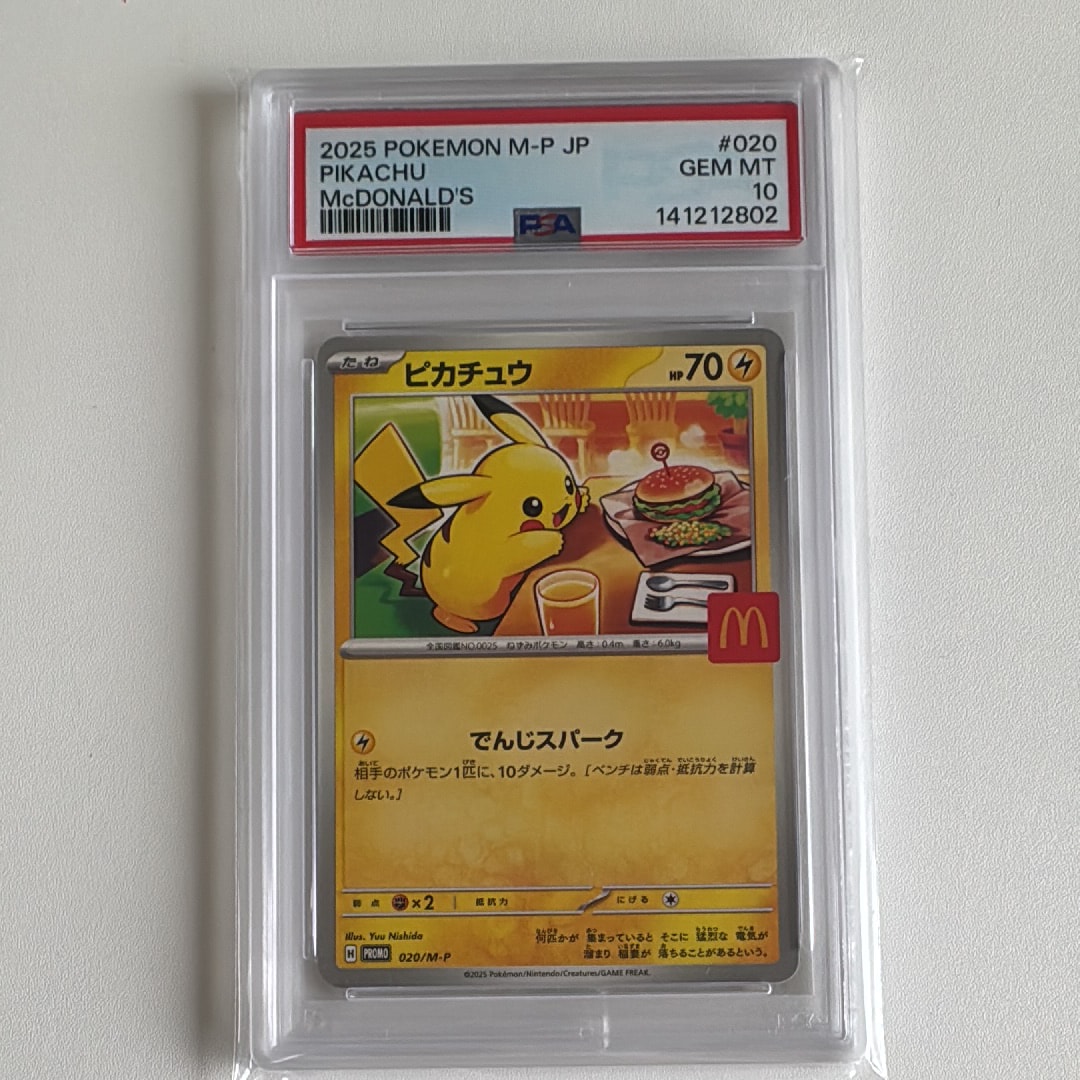 2025 POKEMON M-P JP #020
PIKACHU GEM MT
McDONALD'S 10
PSA 141212802
たね ピカチュウ HP70
全国図鑑NO.0025 ねずみポケモン 高さ:0.4m 重さ:6.0kg
でんじスパーク
相手のポケモン1匹に、10ダメージ。[ベンチは弱点・抵抗力を計算
しない。]
弱点 ×2 抵抗力 にげる
Illus. Yuu Nishida
何匹かが 集まっていると そこに 猛烈な 電気が
溜まり 稲妻が 落ちることがあるという。
H PROMO 020/M-P
©2025 Pokémon/Nintendo/Creatures/GAME FREAK.